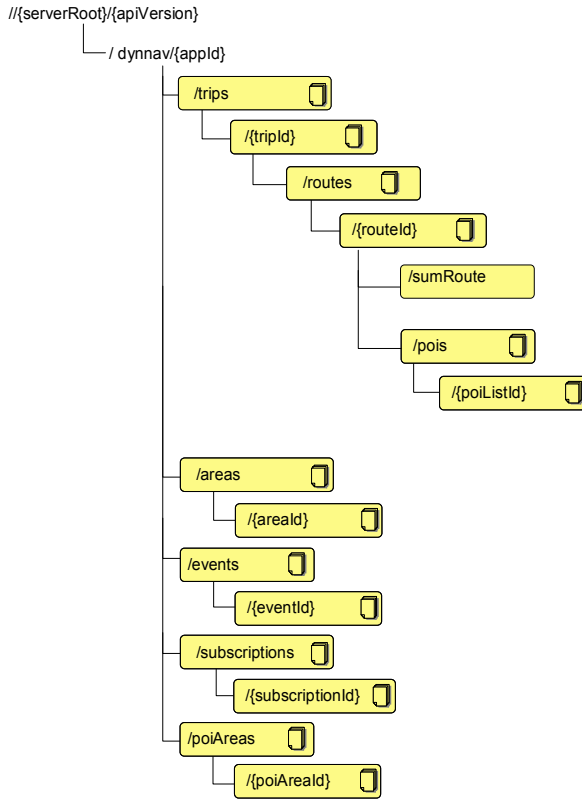 //{serverRoot}/{apiVersion}
/ dynnav/{appId}
/trips
/{tripId}
/routes
/{routeId}
/sumRoute
/pois
/{poiListId}
/areas
/{areaId}
/events
/{eventId}
/subscriptions
/{subscriptionId}
/poiAreas
/{poiAreaId}